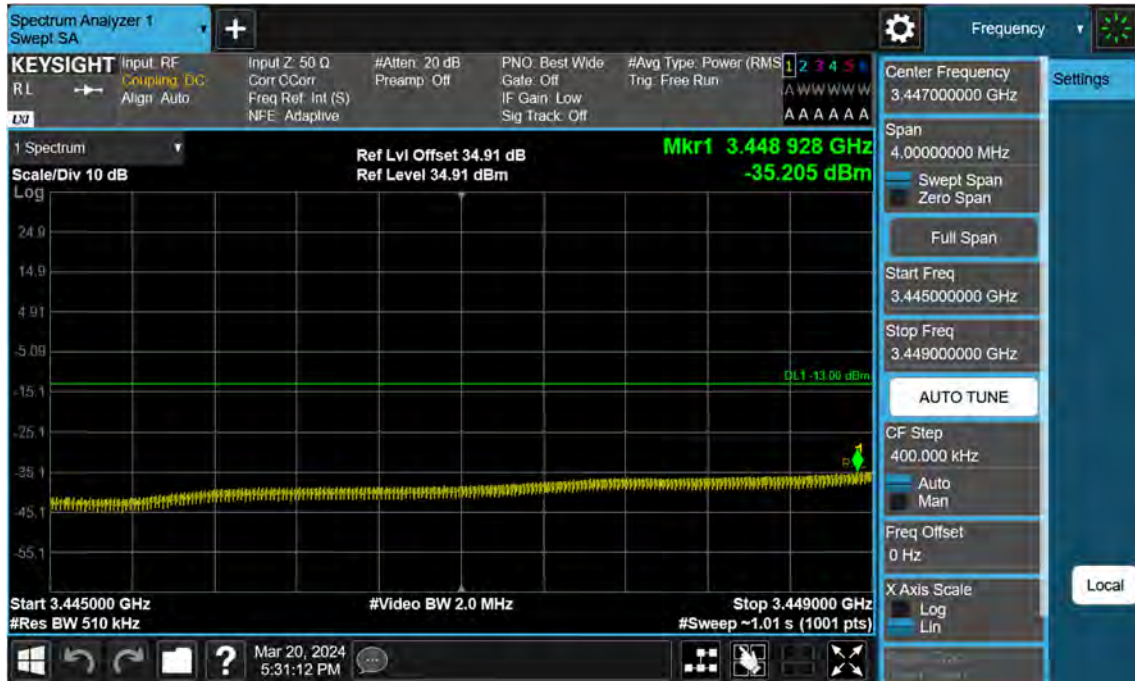 Spectrum Analyzer 1
Swept SA
+
Frequency
KEYSIGHT
RL
LXI
Input: RF
Coupling: DC
Align: Auto
Input Z: 50 Ω
Corr CCorr
Freq Ref: Int (S)
NFE: Adaptive
#Atten: 20 dB
Preamp: Off
PNO: Best Wide
Gate: Off
IF Gain: Low
Sig Track: Off
#Avg Type: Power (RMS
Trig: Free Run
1 2 3 4 5 6
A W W W W W
A A A A A A
1 Spectrum
Scale/Div 10 dB
Log
Ref Lvl Offset 34.91 dB
Ref Level 34.91 dBm
Mkr1 3.448 928 GHz
-35.205 dBm
24.9
14.9
4.91
-5.09
DL1 -13.00 dBm
-15.1
-25.1
1
-35.1
-45.1
-55.1
Start 3.445000 GHz
#Video BW 2.0 MHz
Stop 3.449000 GHz
#Res BW 510 kHz
#Sweep ~1.01 s (1001 pts)
Mar 20, 2024
5:31:12 PM
?
Center Frequency
3.447000000 GHz
Settings
Span
4.00000000 MHz
Swept Span
Zero Span
Full Span
Start Freq
3.445000000 GHz
Stop Freq
3.449000000 GHz
AUTO TUNE
CF Step
400.000 kHz
Auto
Man
Freq Offset
0 Hz
X Axis Scale
Log
Lin
Local